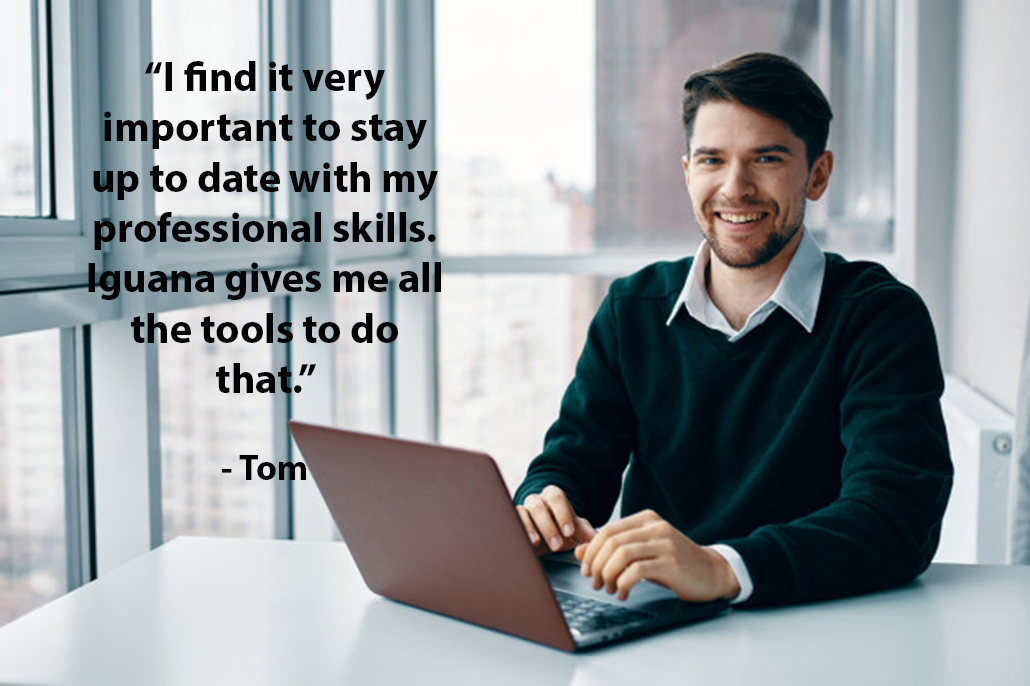 “I find it very
important to stay
up to date with my
professional skills.
Iguana gives me all
the tools to do
that.”
- Tom